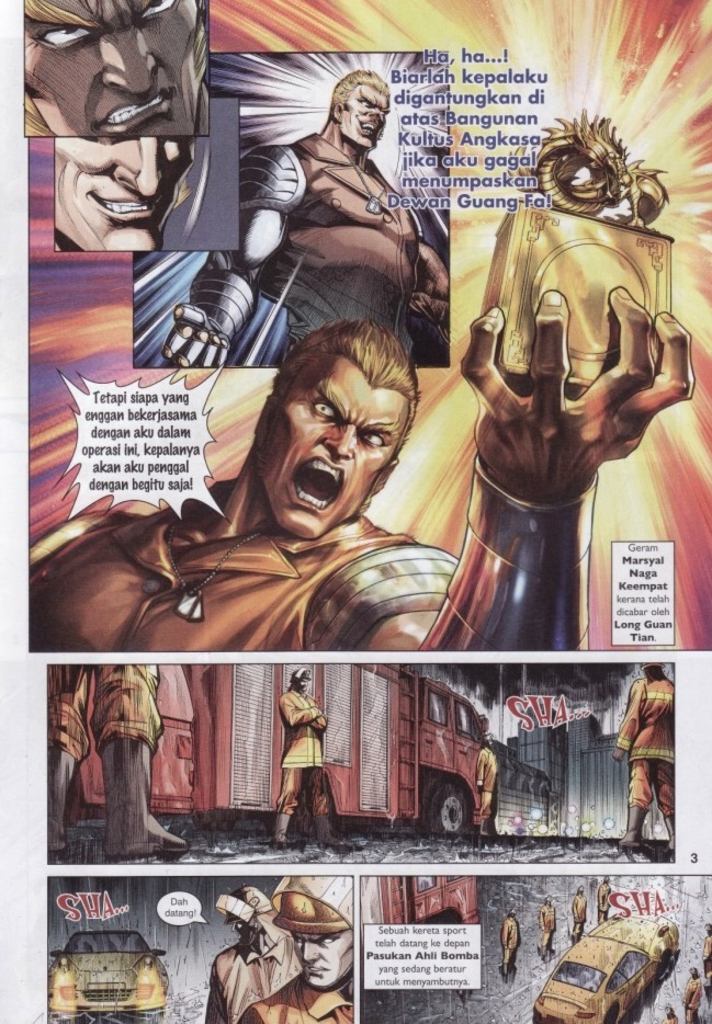 Ha, ha...!
Biarlah kepalaku
digantungkan di
atas Bangunan
Kultus Angkasa
jika aku gagal
menumpaskan
Dewan Guang Fa!
Tetapi siapa yang
enggan bekerjasama
dengan aku dalam
operasi ini, kepalanya
akan aku penggal
dengan begitu saja!
Geram
Marsyal
Naga
Keempat
kerana telah
dicabar oleh
Long Guan
Tian.
SHA...
3
SHA...
Dah
datang!
Sebuah kereta sport
telah datang ke depan
Pasukan Ahli Bomba
yang sedang beratur
untuk menyambutnya.
SHA...